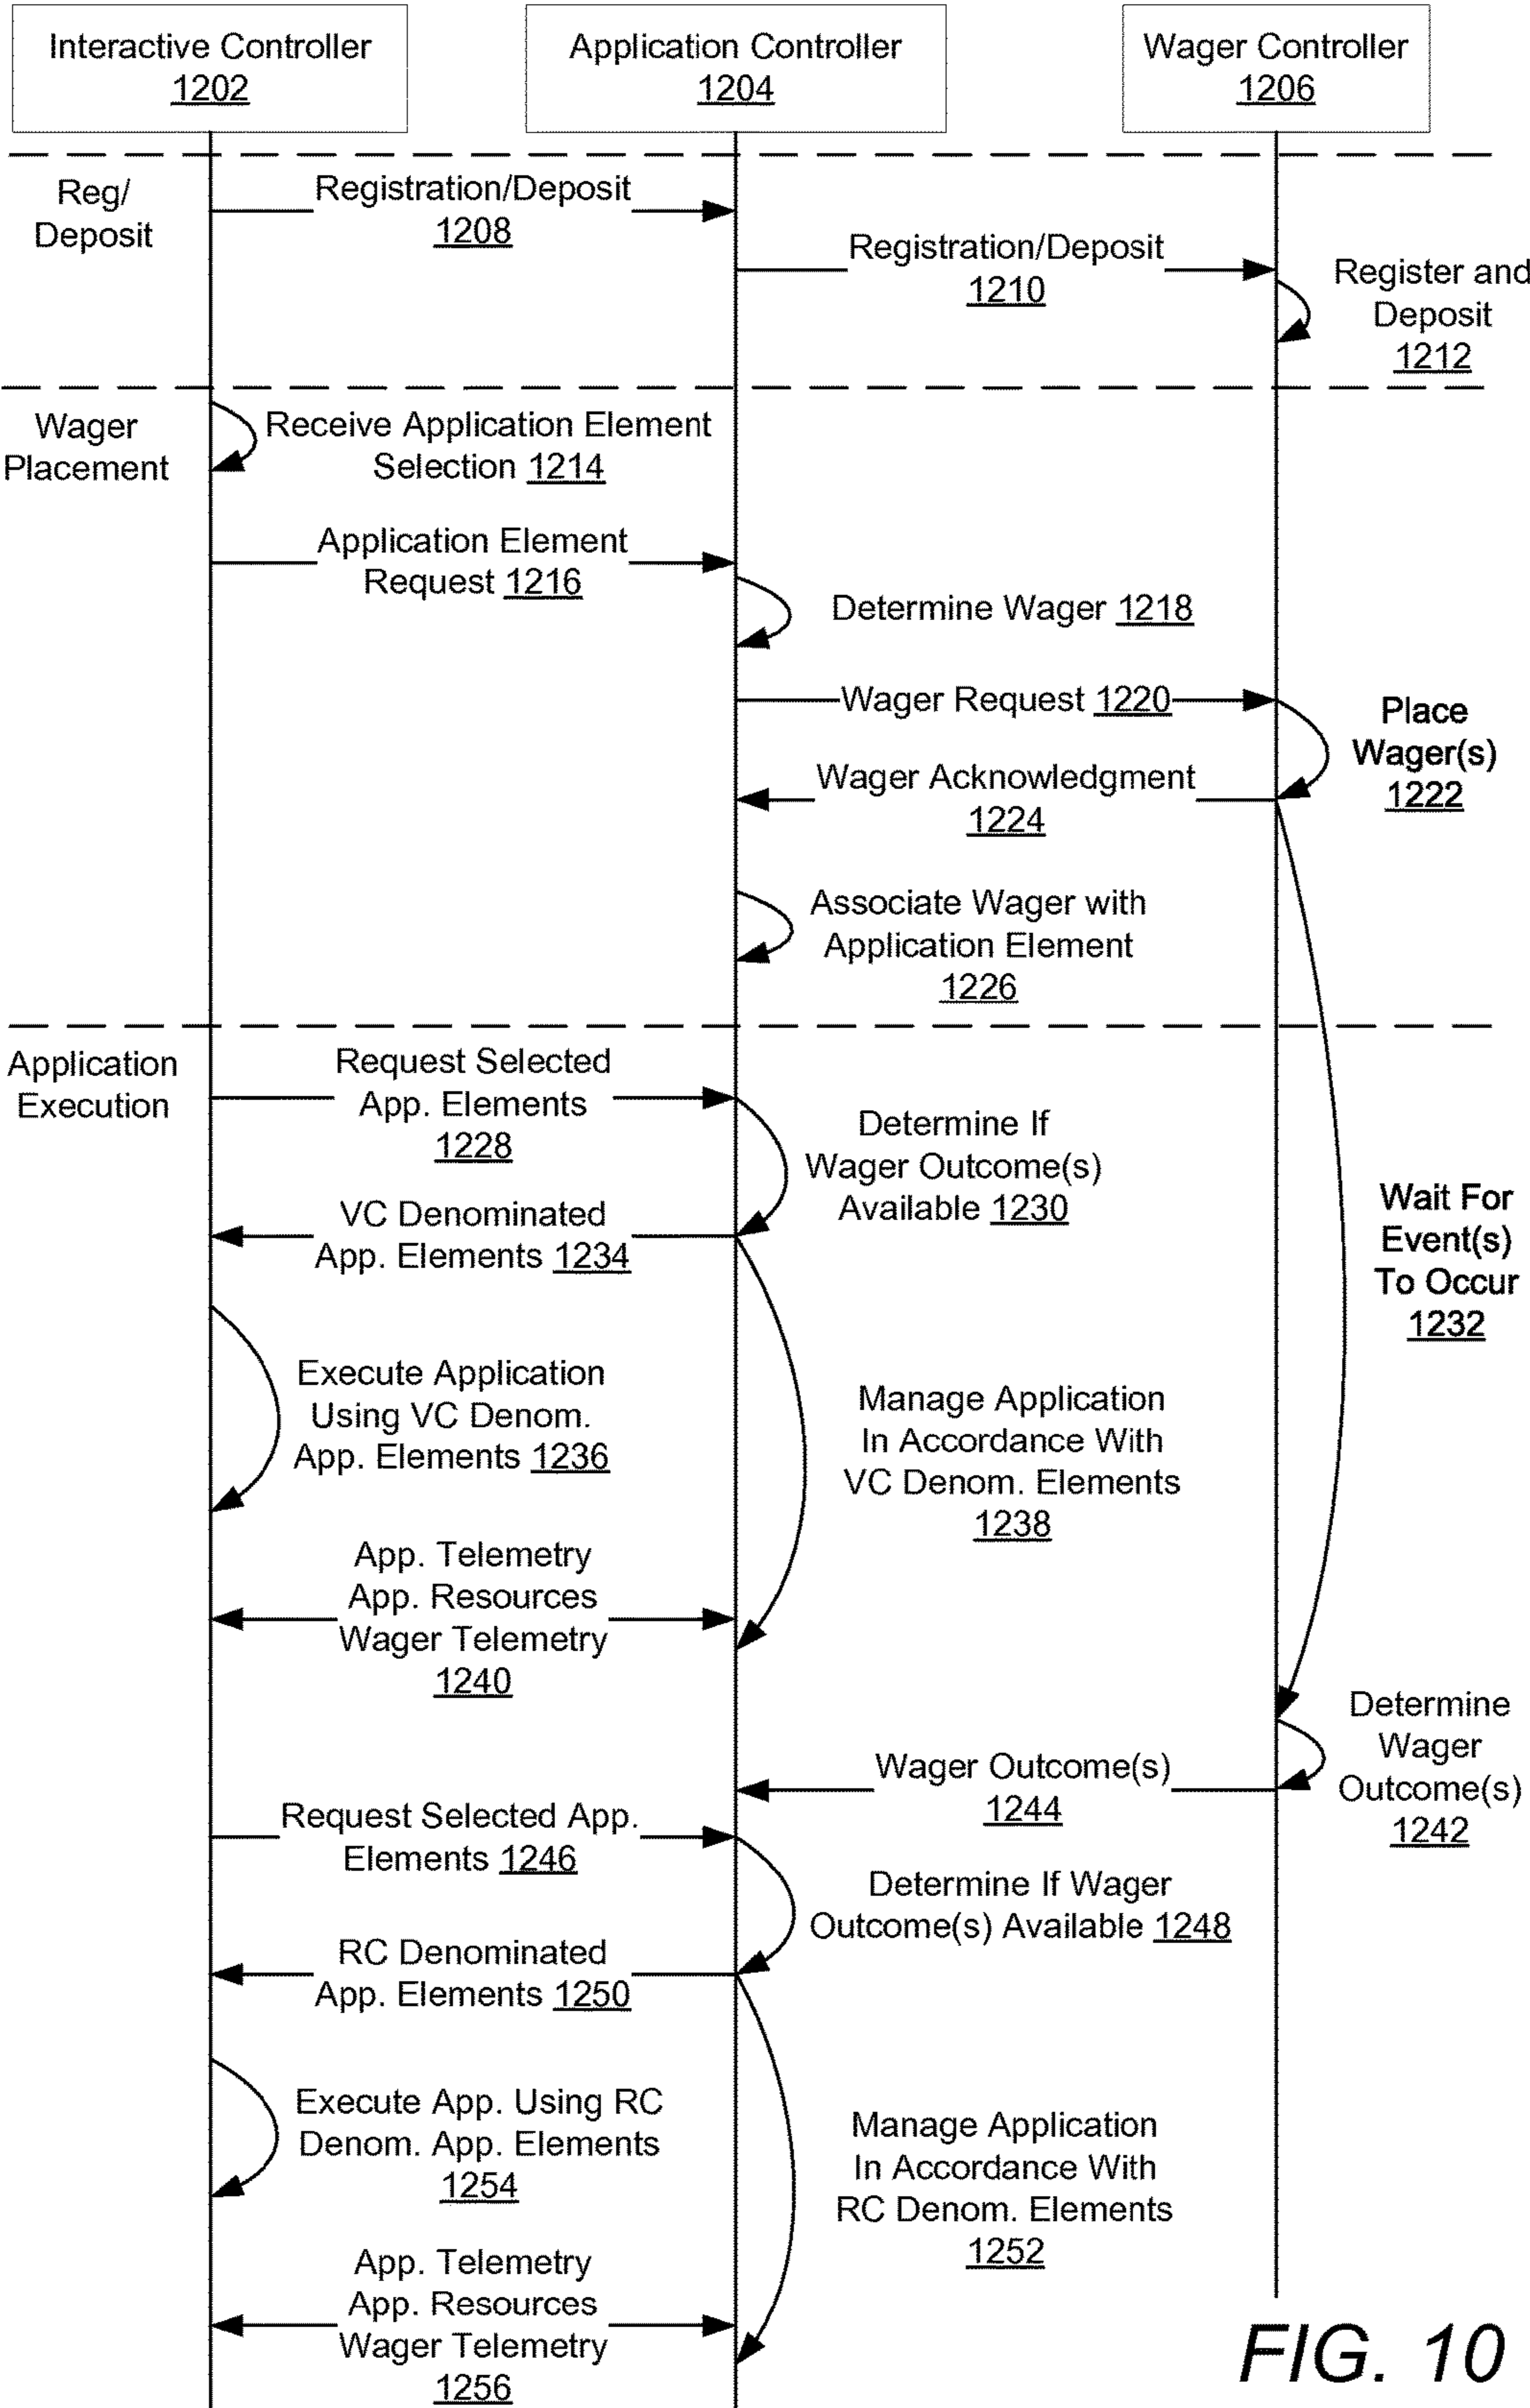 Interactive Controller
1202
Application Controller
1204
Wager Controller
1206
Reg/
Deposit
Registration/Deposit
1208
Registration/Deposit
1210
Register and
Deposit
1212
Wager
Placement
Receive Application Element
Selection 1214
Application Element
Request 1216
Determine Wager 1218
Wager Request 1220
Place
Wager(s)
1222
Wager Acknowledgment
1224
Associate Wager with
Application Element
1226
Application
Execution
Request Selected
App. Elements
1228
Determine If
Wager Outcome(s)
Available 1230
Wait For
Event(s)
To Occur
1232
VC Denominated
App. Elements 1234
Execute Application
Using VC Denom.
App. Elements 1236
Manage Application
In Accordance With
VC Denom. Elements
1238
App. Telemetry
App. Resources
Wager Telemetry
1240
Determine
Wager
Outcome(s)
1242
Wager Outcome(s)
1244
Request Selected App.
Elements 1246
Determine If Wager
Outcome(s) Available 1248
RC Denominated
App. Elements 1250
Execute App. Using RC
Denom. App. Elements
1254
Manage Application
In Accordance With
RC Denom. Elements
1252
App. Telemetry
App. Resources
Wager Telemetry
1256
FIG. 10